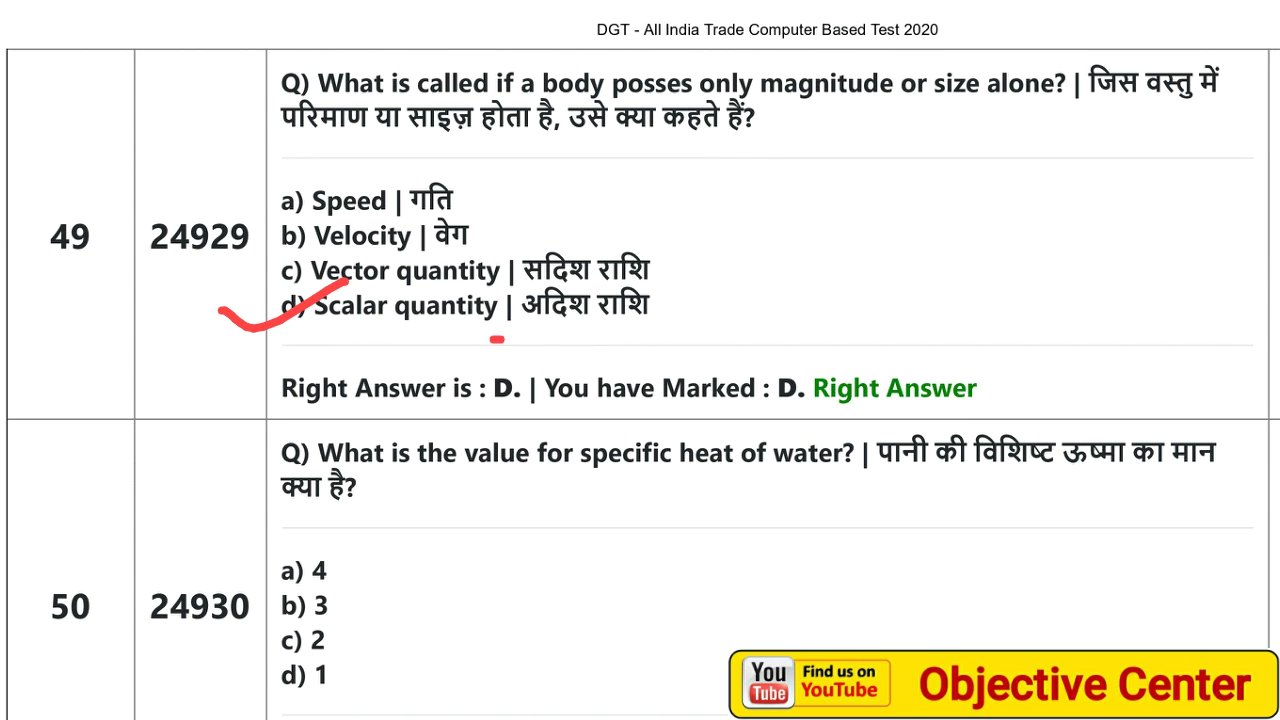 DGT - All India Trade Computer Based Test 2020
49
24929
Q) What is called if a body posses only magnitude or size alone? | जिस वस्तु में
परिमाण या साइज़ होता है, उसे क्या कहते हैं?
a) Speed | गति
b) Velocity | वेग
c) Vector quantity | सदिश राशि
d) Scalar quantity | अदिश राशि
Right Answer is : D. | You have Marked : D. Right Answer
50
24930
Q) What is the value for specific heat of water? | पानी की विशिष्ट ऊष्मा का मान
क्या है?
a) 4
b) 3
c) 2
d) 1
You
Tube
Find us on
YouTube
Objective Center